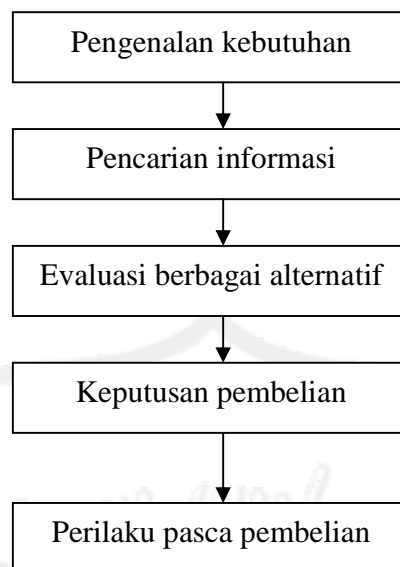 Pengenalan kebutuhan
Pencarian informasi
Evaluasi berbagai alternatif
Keputusan pembelian
Perilaku pasca pembelian